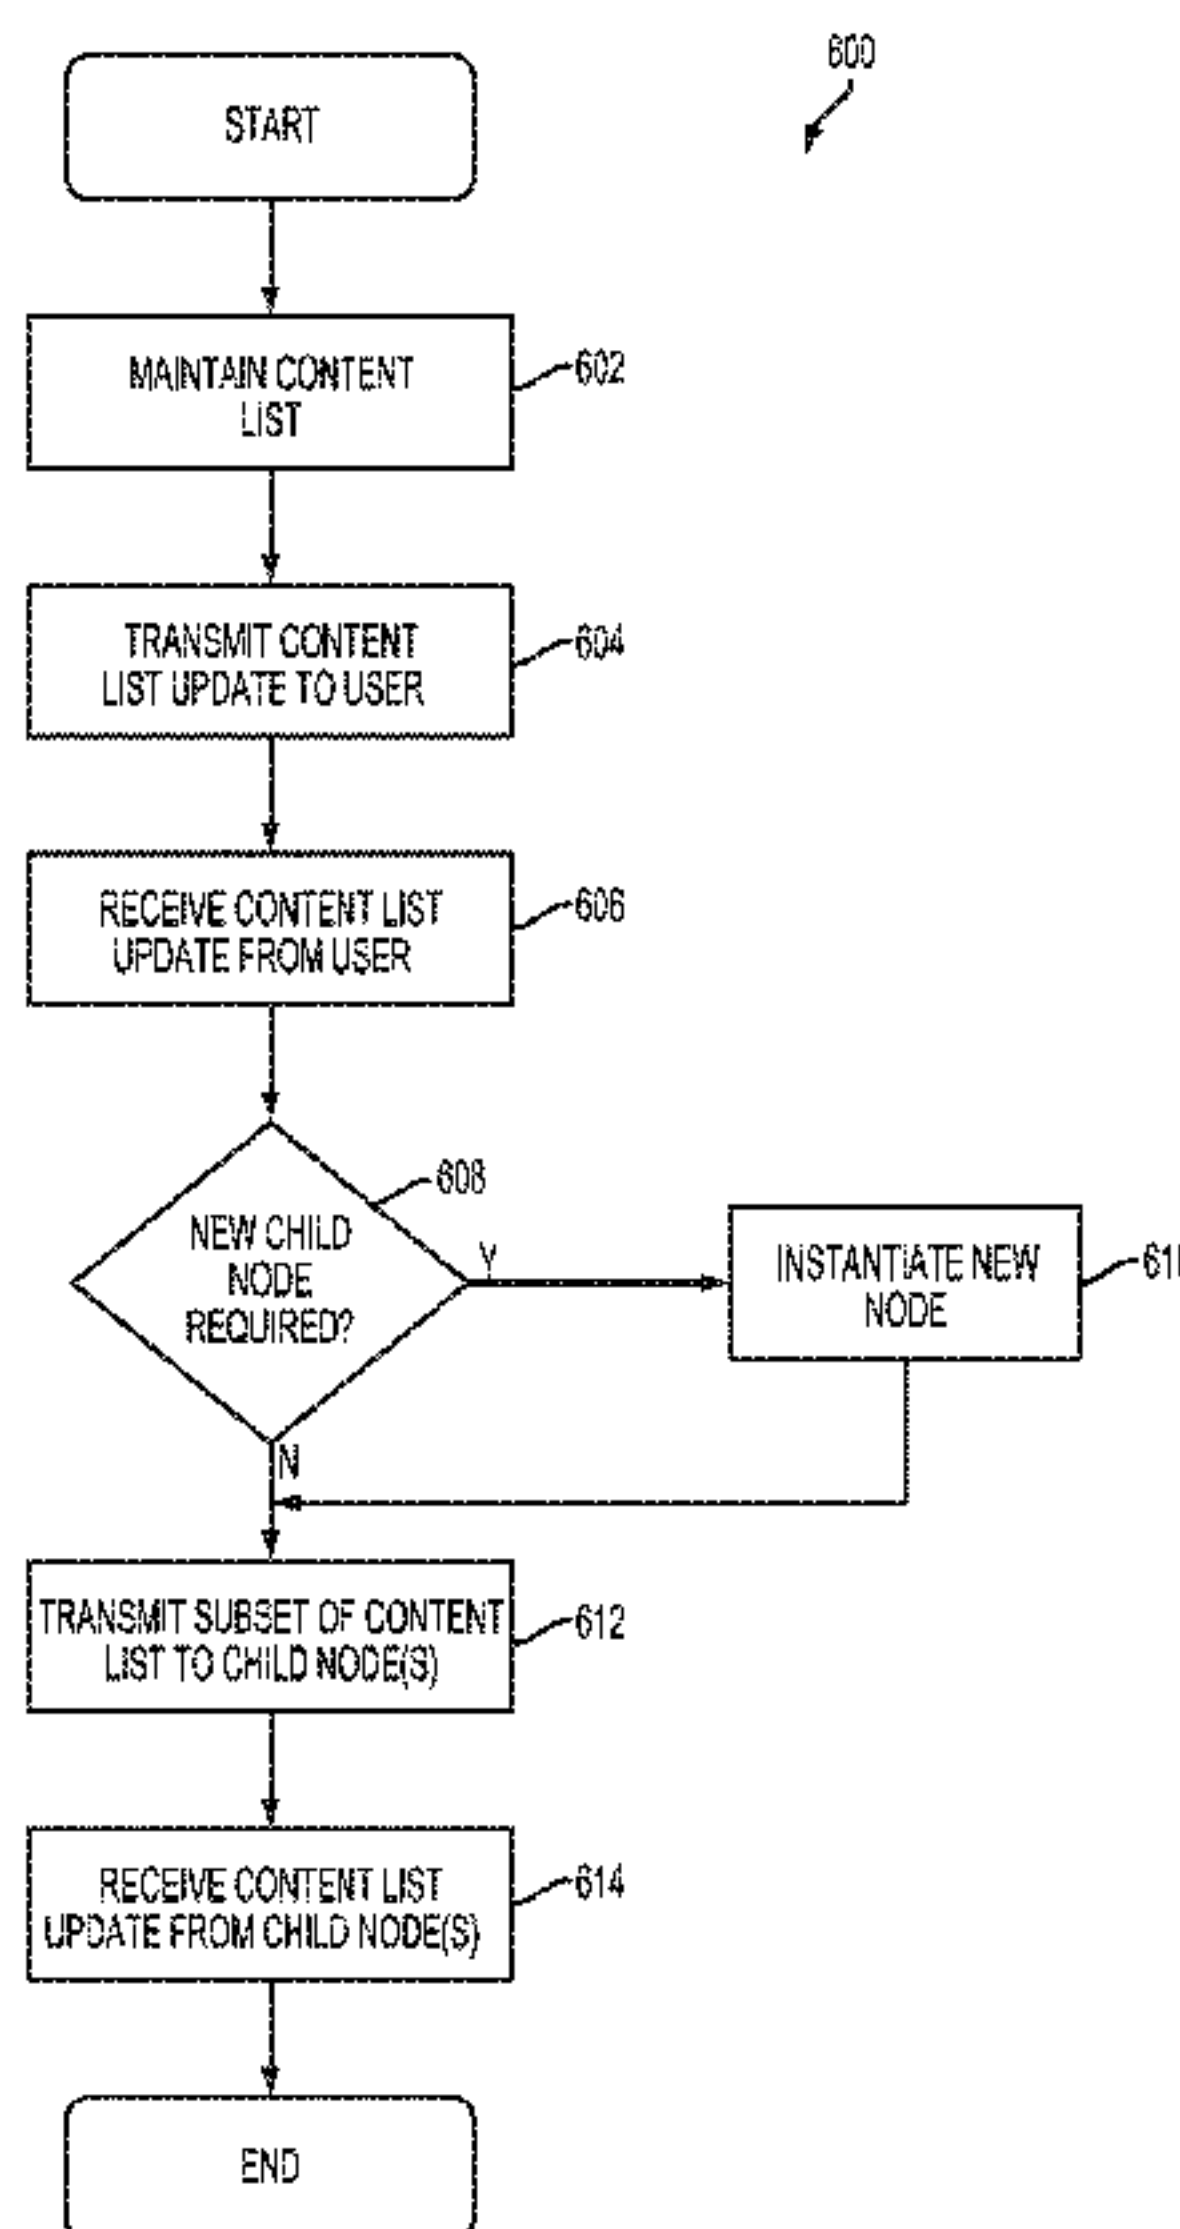 600
START
MAINTAIN CONTENT
LIST
602
TRANSMIT CONTENT
LIST UPDATE TO USER
604
RECEIVE CONTENT LIST
UPDATE FROM USER
606
608
NEW CHILD
NODE
REQUIRED?
Y
INSTANTIATE NEW
NODE
N
TRANSMIT SUBSET OF CONTENT
LIST TO CHILD NODE(S)
612
RECEIVE CONTENT LIST
UPDATE FROM CHILD NODE(S)
614
END